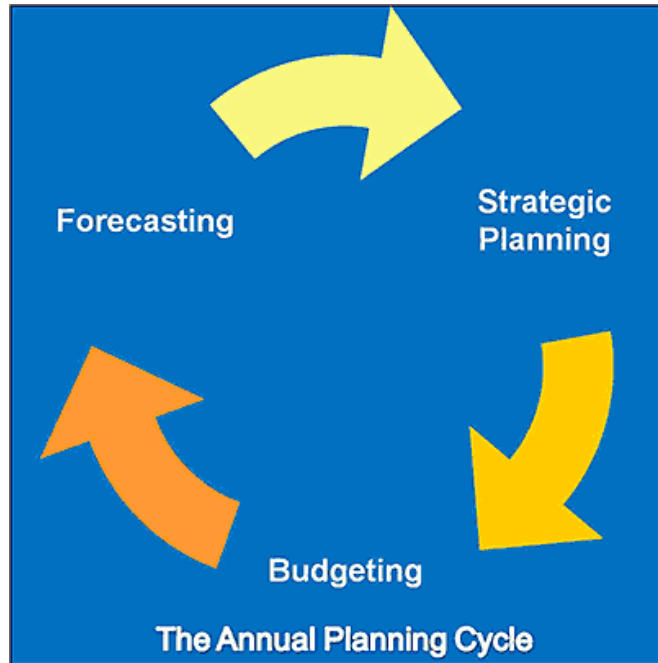 Forecasting
Strategic
Planning
Budgeting
The Annual Planning Cycle